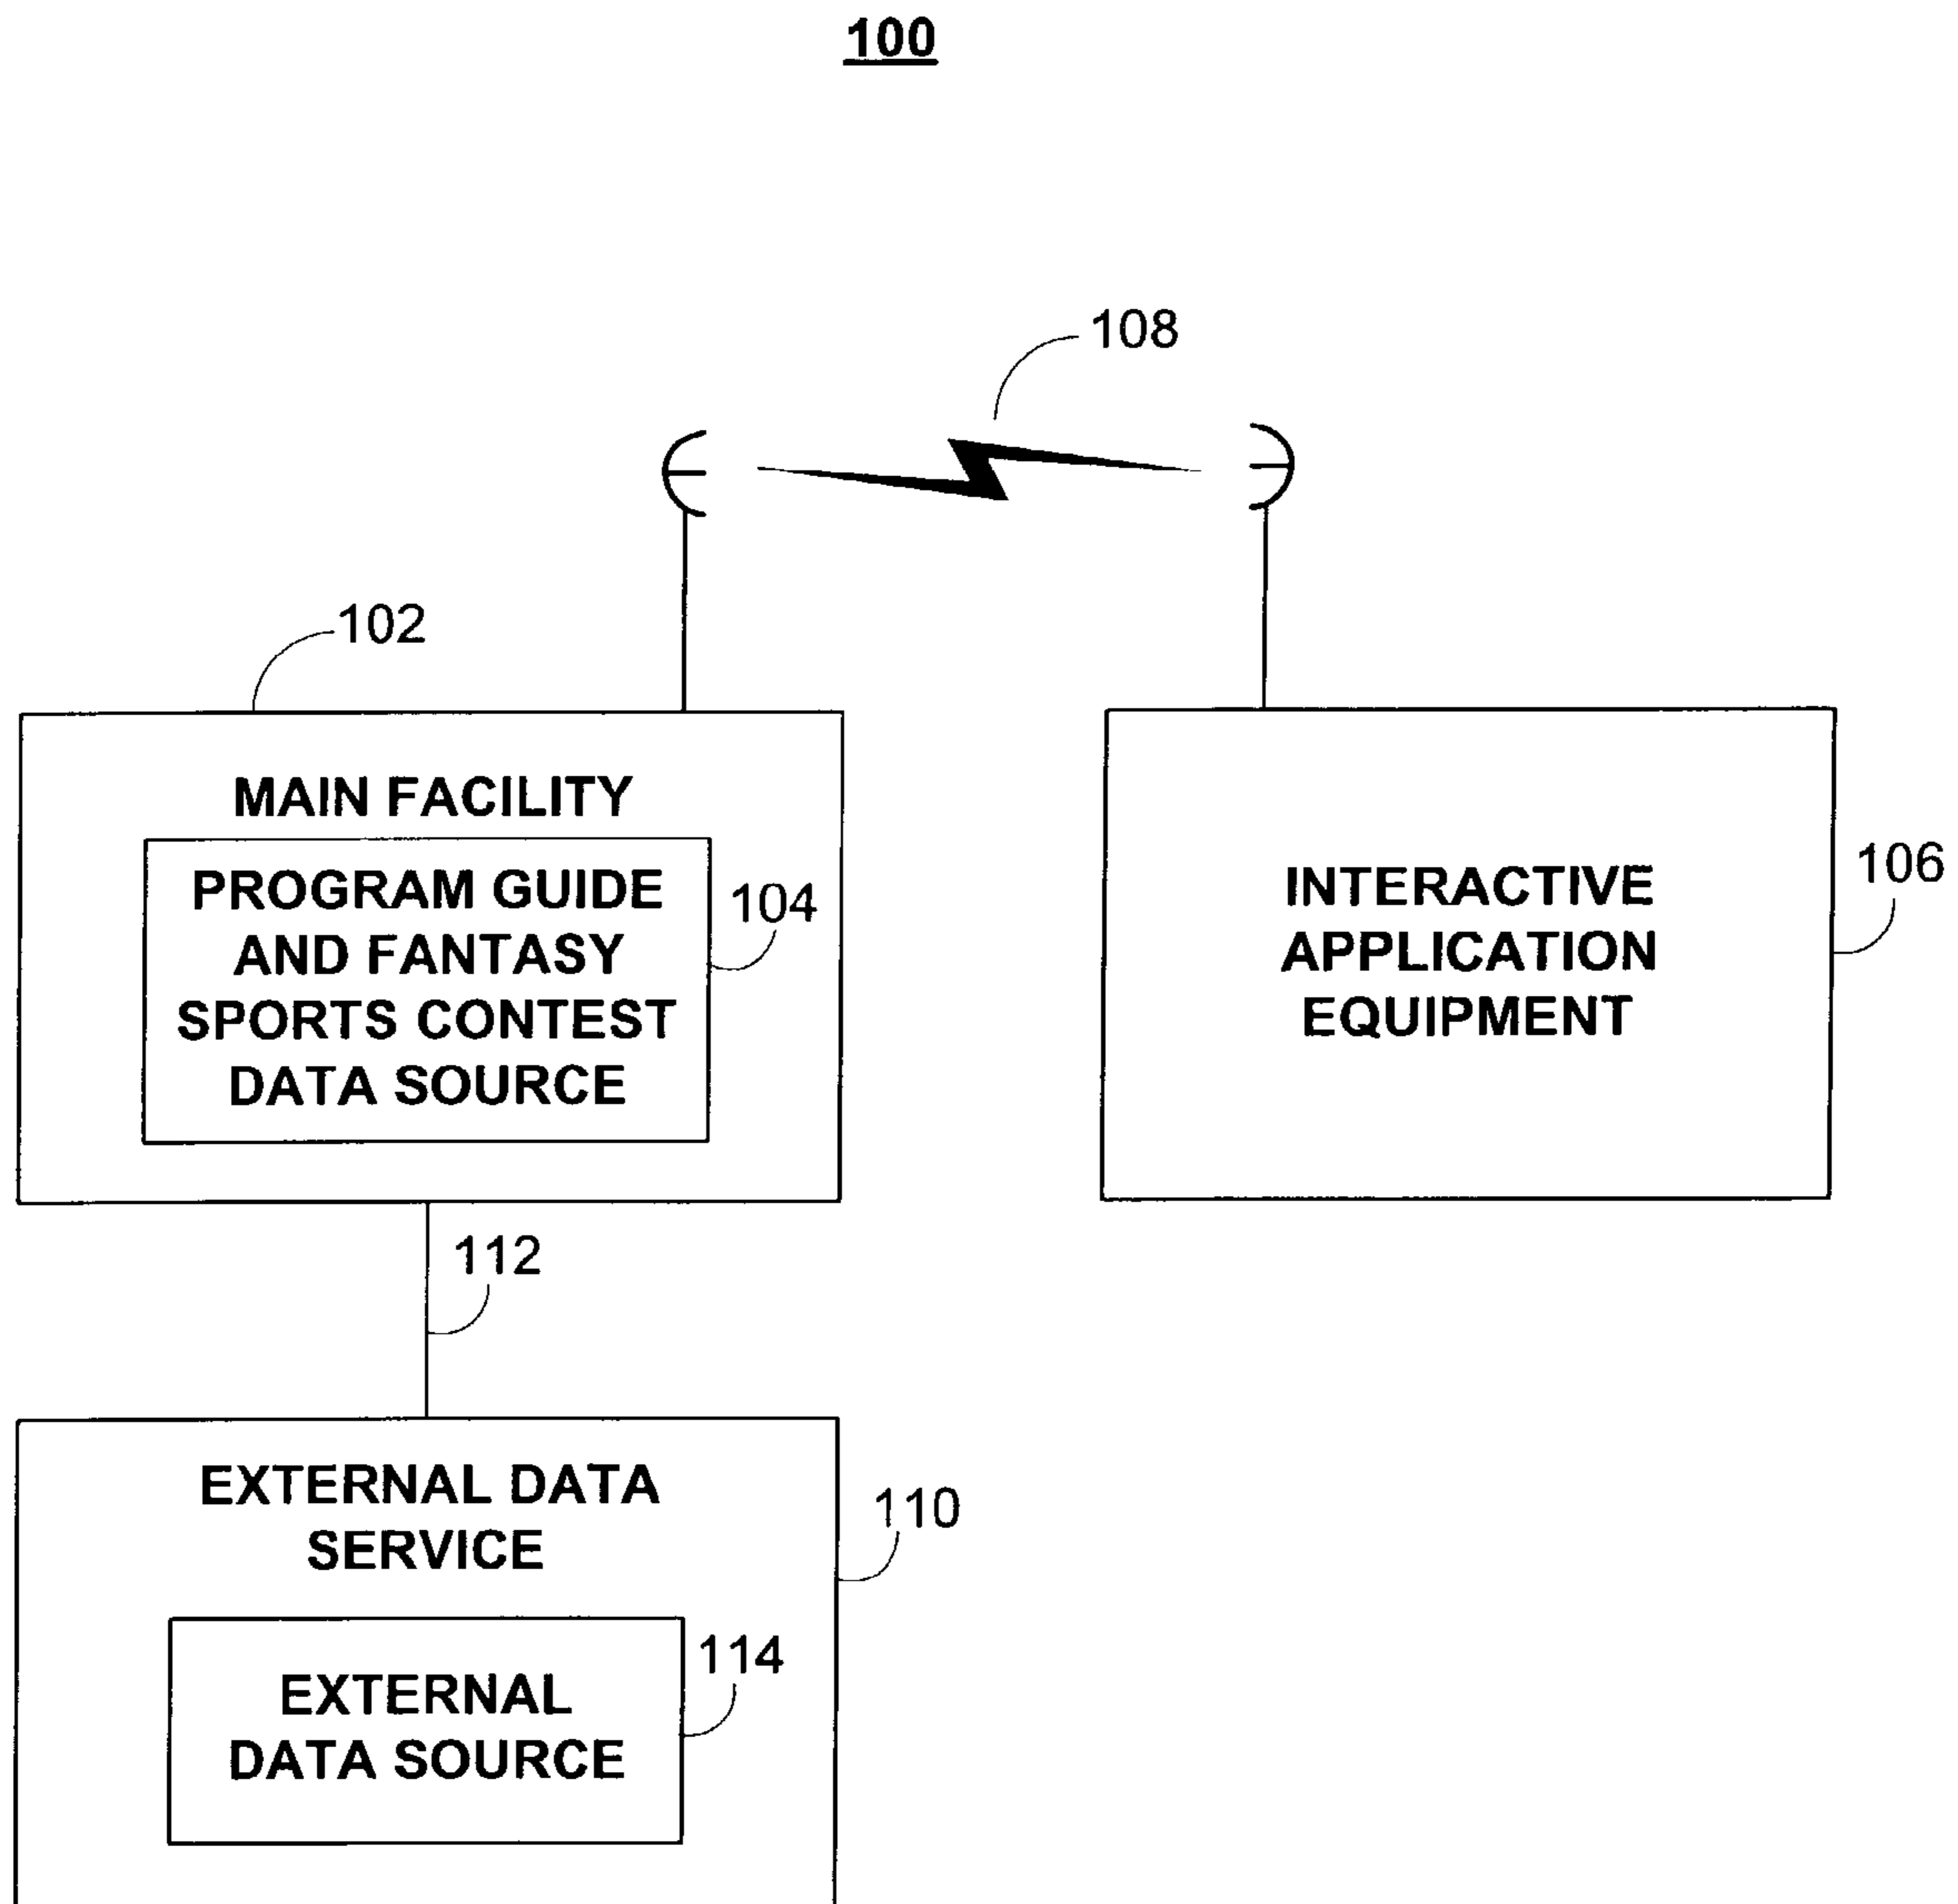 100
108
102
MAIN FACILITY
PROGRAM GUIDE
AND FANTASY
SPORTS CONTEST
DATA SOURCE
104
INTERACTIVE
APPLICATION
EQUIPMENT
106
112
EXTERNAL DATA
SERVICE
110
EXTERNAL
DATA SOURCE
114